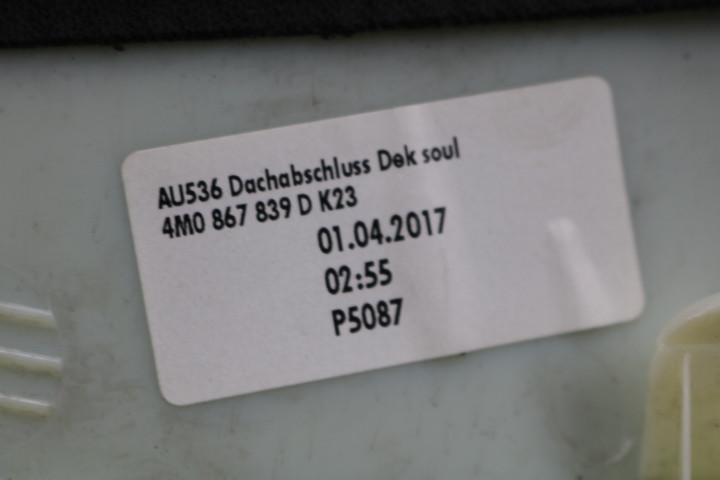 AU536 Dachabschluss Dek soul
4M0 867 839 D K23
01.04.2017
02:55
P5087